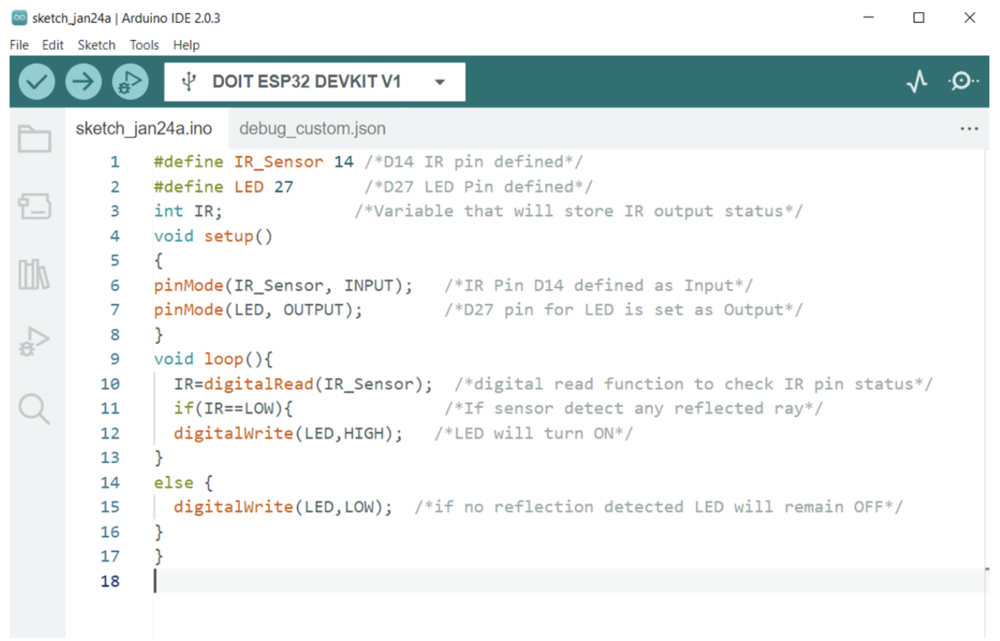 sketch_jan24a | Arduino IDE 2.0.3
File Edit Sketch Tools Help
DOIT ESP32 DEVKIT V1
sketch_jan24a.ino debug_custom.json
1 #define IR_Sensor 14 /*D14 IR pin defined*/
2 #define LED 27 /*D27 LED Pin defined*/
3 int IR; /*Variable that will store IR output status*/
4 void setup()
5 {
6 pinMode(IR_Sensor, INPUT); /*IR Pin D14 defined as Input*/
7 pinMode(LED, OUTPUT); /*D27 pin for LED is set as Output*/
8 }
9 void loop(){
10 IR=digitalRead(IR_Sensor); /*digital read function to check IR pin status*/
11 if(IR==LOW){ /*If sensor detect any reflected ray*/
12 digitalWrite(LED,HIGH); /*LED will turn ON*/
13 }
14 else {
15 digitalWrite(LED,LOW); /*if no reflection detected LED will remain OFF*/
16 }
17 }
18